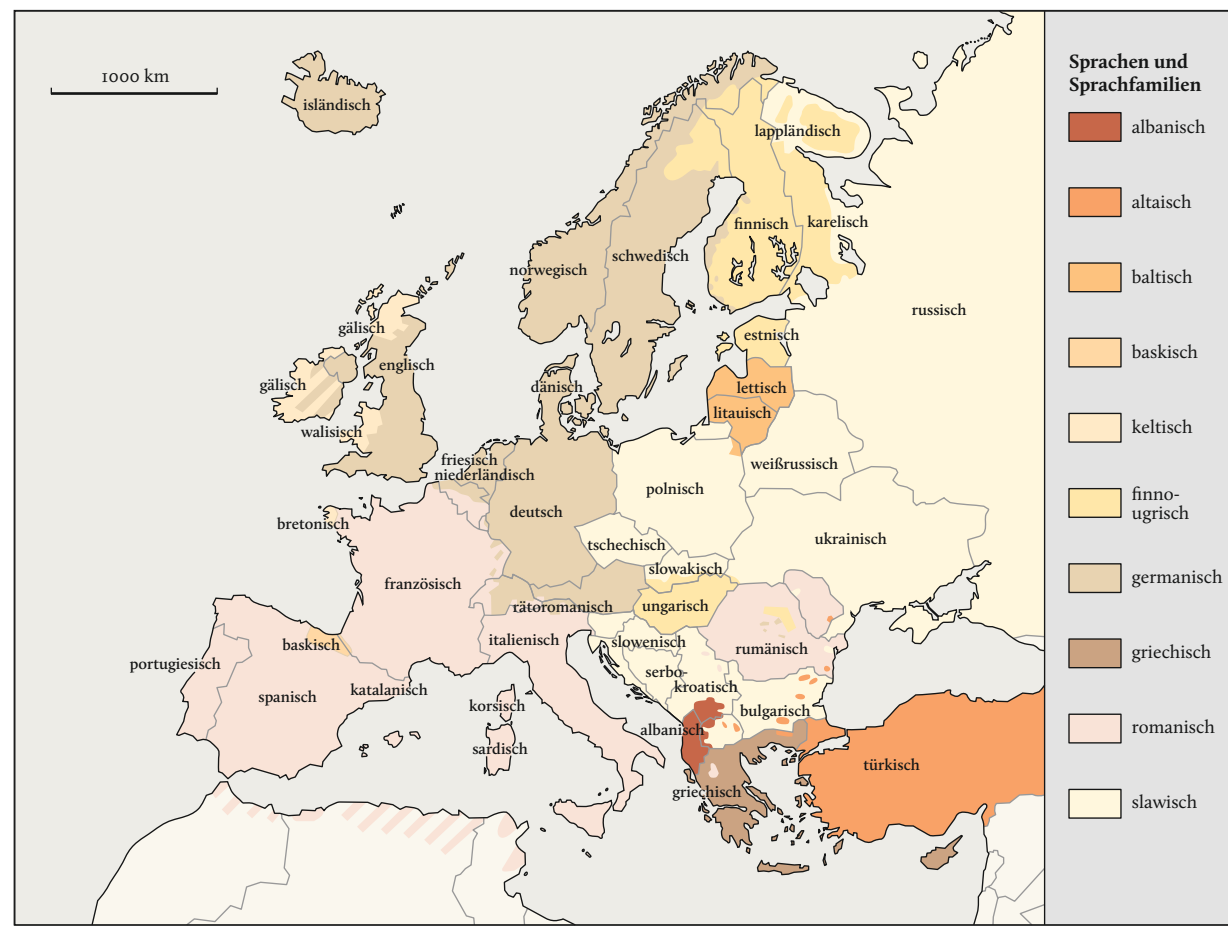 1000 km
isländisch
lappländisch
finnisch
karelisch
schwedisch
norwegisch
russisch
gälisch
estnisch
englisch
gälisch
dänisch
lettisch
litauisch
walisisch
friesisch
niederländisch
weißrussisch
polnisch
deutsch
bretonisch
ukrainisch
tschechisch
slowakisch
französisch
rätoromanisch
ungarisch
italienisch
slowenisch
baskisch
rumänisch
portugiesisch
serbo-
kroatisch
spanisch
katalanisch
korsisch
bulgarisch
albanisch
sardisch
türkisch
griechisch
Sprachen und
Sprachfamilien
albanisch
altaisch
baltisch
baskisch
keltisch
finno-
ugrisch
germanisch
griechisch
romanisch
slawisch